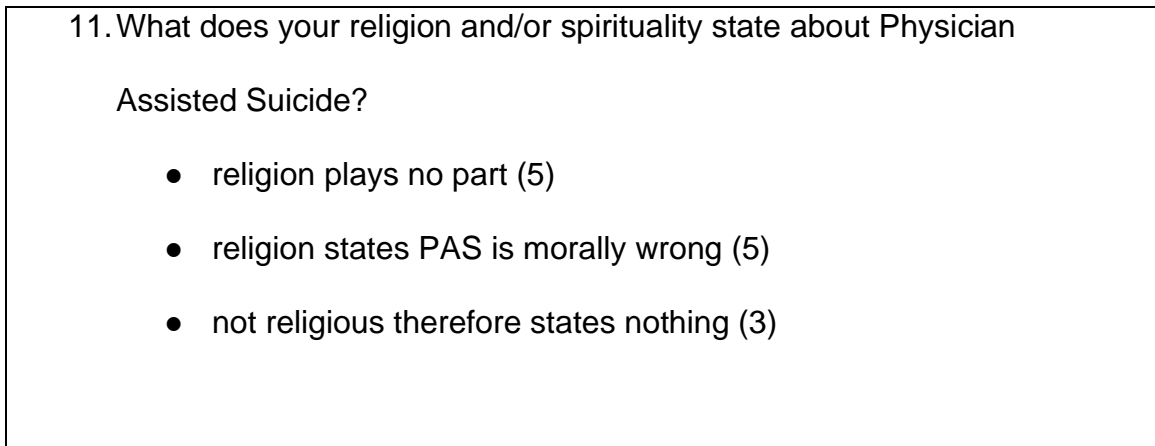 11. What does your religion and/or spirituality state about Physician
Assisted Suicide?
● religion plays no part (5)
● religion states PAS is morally wrong (5)
● not religious therefore states nothing (3)